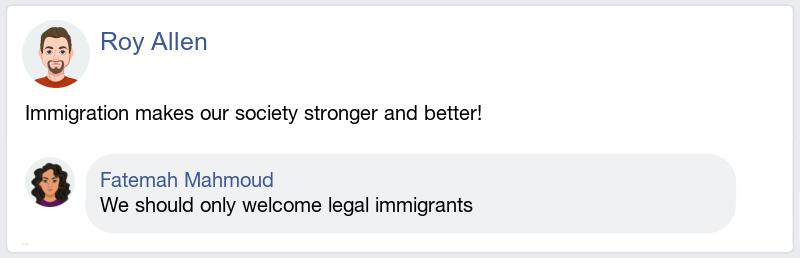 Roy Allen
Immigration makes our society stronger and better!
Fatemah Mahmoud
We should only welcome legal immigrants